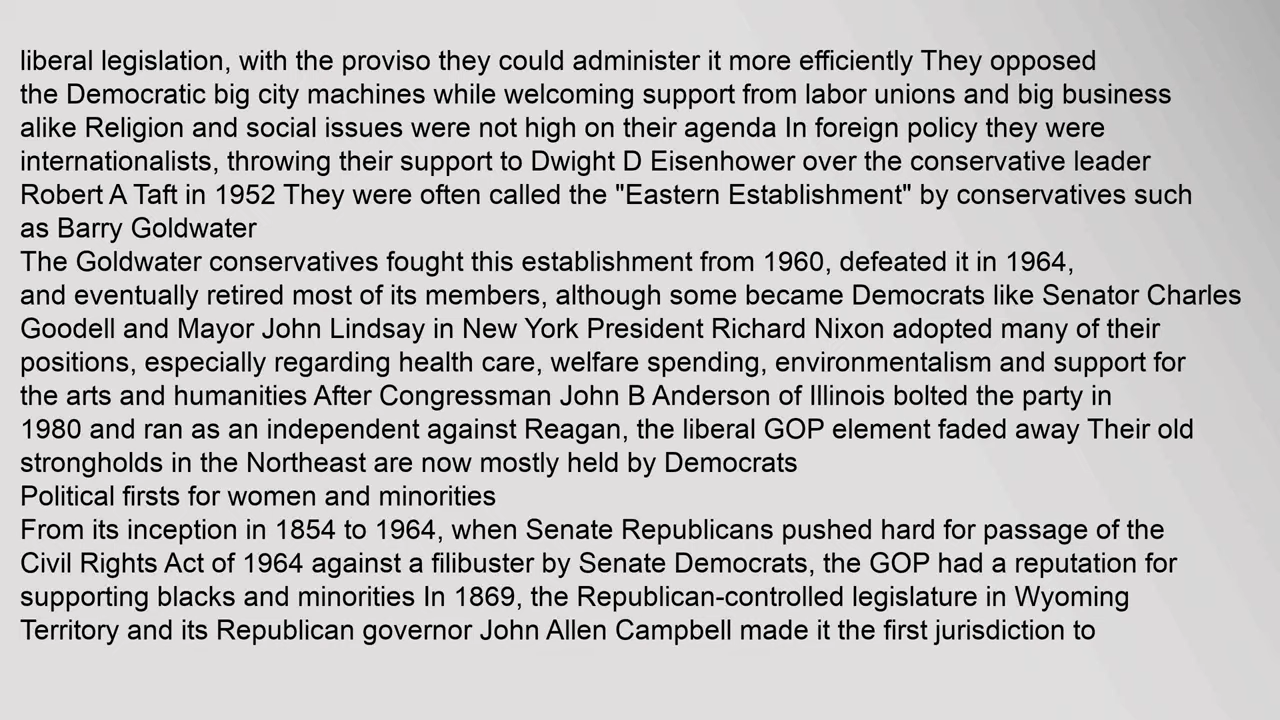 liberal legislation, with the proviso they could administer it more efficiently They opposed
the Democratic big city machines while welcoming support from labor unions and big business
alike Religion and social issues were not high on their agenda In foreign policy they were
internationalists, throwing their support to Dwight D Eisenhower over the conservative leader
Robert A Taft in 1952 They were often called the "Eastern Establishment" by conservatives such
as Barry Goldwater
The Goldwater conservatives fought this establishment from 1960, defeated it in 1964,
and eventually retired most of its members, although some became Democrats like Senator Charles
Goodell and Mayor John Lindsay in New York President Richard Nixon adopted many of their
positions, especially regarding health care, welfare spending, environmentalism and support for
the arts and humanities After Congressman John B Anderson of Illinois bolted the party in
1980 and ran as an independent against Reagan, the liberal GOP element faded away Their old
strongholds in the Northeast are now mostly held by Democrats
Political firsts for women and minorities
From its inception in 1854 to 1964, when Senate Republicans pushed hard for passage of the
Civil Rights Act of 1964 against a filibuster by Senate Democrats, the GOP had a reputation for
supporting blacks and minorities In 1869, the Republican-controlled legislature in Wyoming
Territory and its Republican governor John Allen Campbell made it the first jurisdiction to